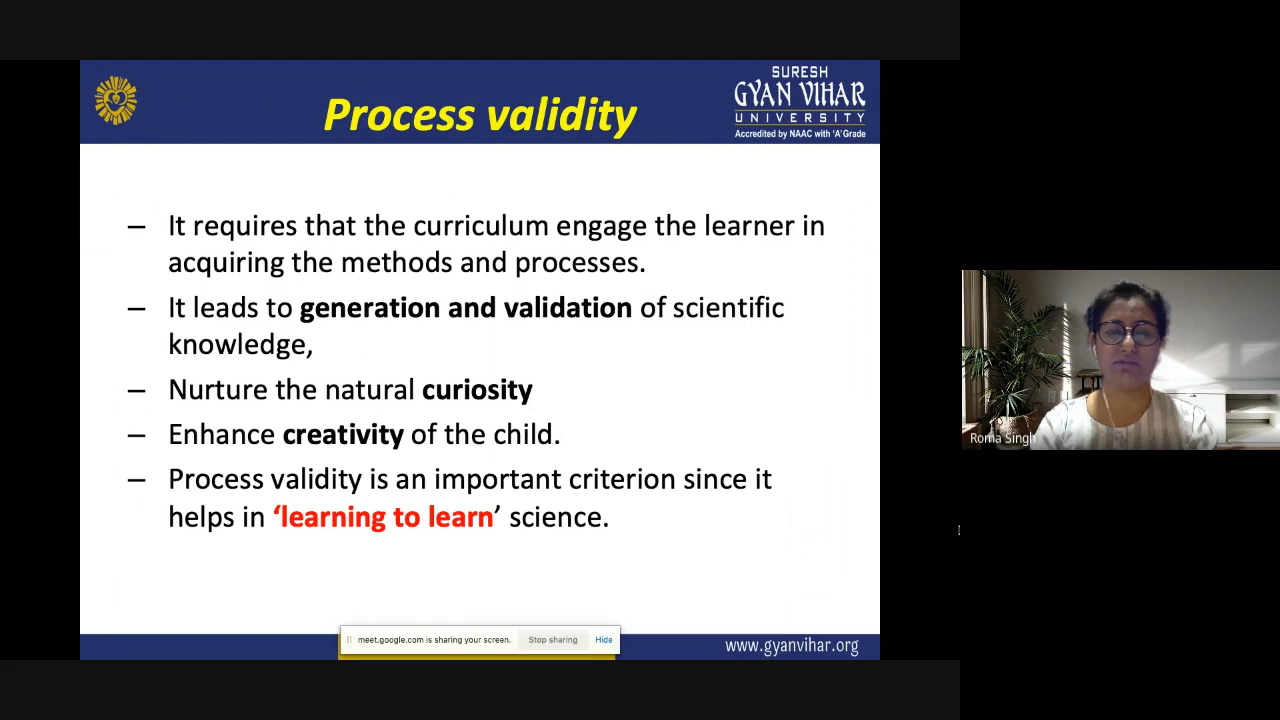 Process validity
SURESH
GYAN VIHAR
UNIVERSITY
Accredited by NAAC with 'A' Grade
– It requires that the curriculum engage the learner in
acquiring the methods and processes.
– It leads to generation and validation of scientific
knowledge,
– Nurture the natural curiosity
– Enhance creativity of the child.
– Process validity is an important criterion since it
helps in ‘learning to learn’ science.
Roma Singh
meet.google.com is sharing your screen. Stop sharing Hide
www.gyanvihar.org